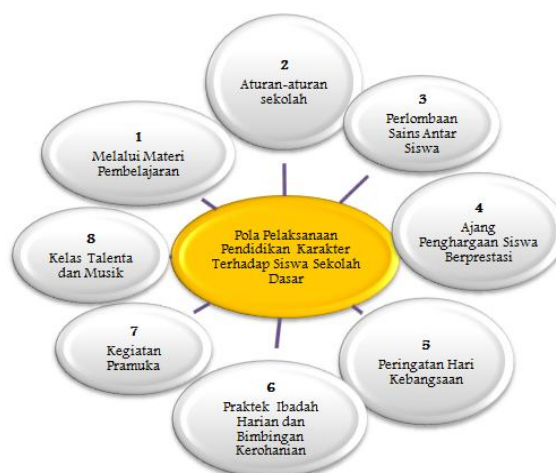 Pola Pelaksanaan
Pendidikan Karakter
Terhadap Siswa Sekolah
Dasar
1
Melalui Materi
Pembelajaran
2
Aturan-aturan
sekolah
3
Perlombaan
Sains Antar
Siswa
4
Ajang
Penghargaan Siswa
Berprestasi
5
Peringatan Hari
Kebangsaan
6
Praktek Ibadah
Harian dan
Bimbingan
Kerohanian
7
Kegiatan
Pramuka
8
Kelas Talenta
dan Musik